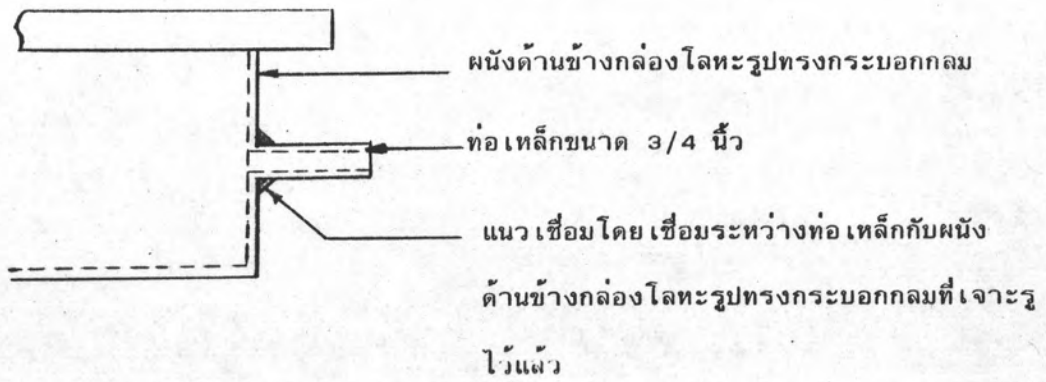 ผนังด้านข้างกล่องโลหะรูปทรงกระบอกกลม
ท่อเหล็กขนาด 3/4 นิ้ว
แนวเชื่อมโดยเชื่อมระหว่างท่อเหล็กกับผนัง
ด้านข้างกล่องโลหะรูปทรงกระบอกกลมที่เจาะรู
ไว้แล้ว